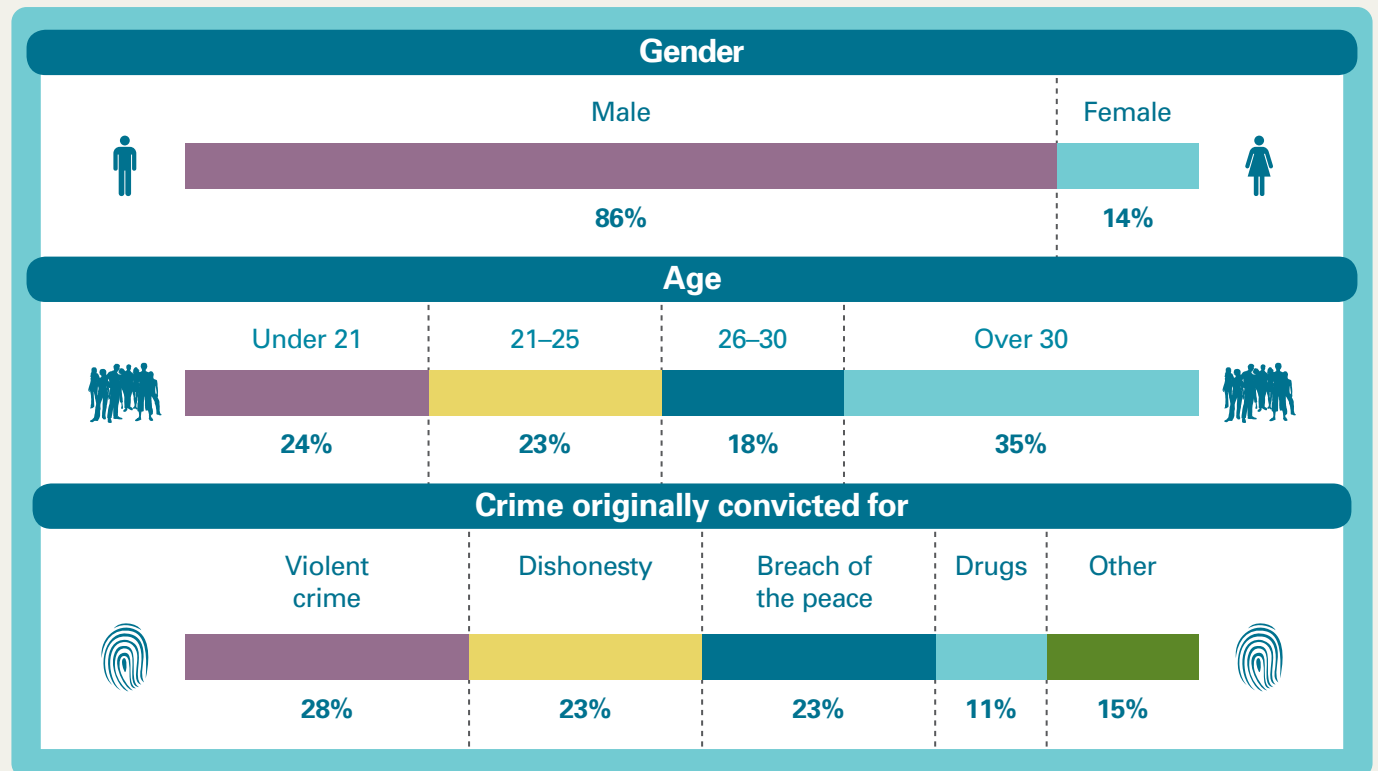 Gender
Male Female
86% 14%
Age
Under 21 21–25 26–30 Over 30
24% 23% 18% 35%
Crime originally convicted for
Violent crime
Dishonesty
Breach of the peace
Drugs
Other
28% 23% 23% 11% 15%